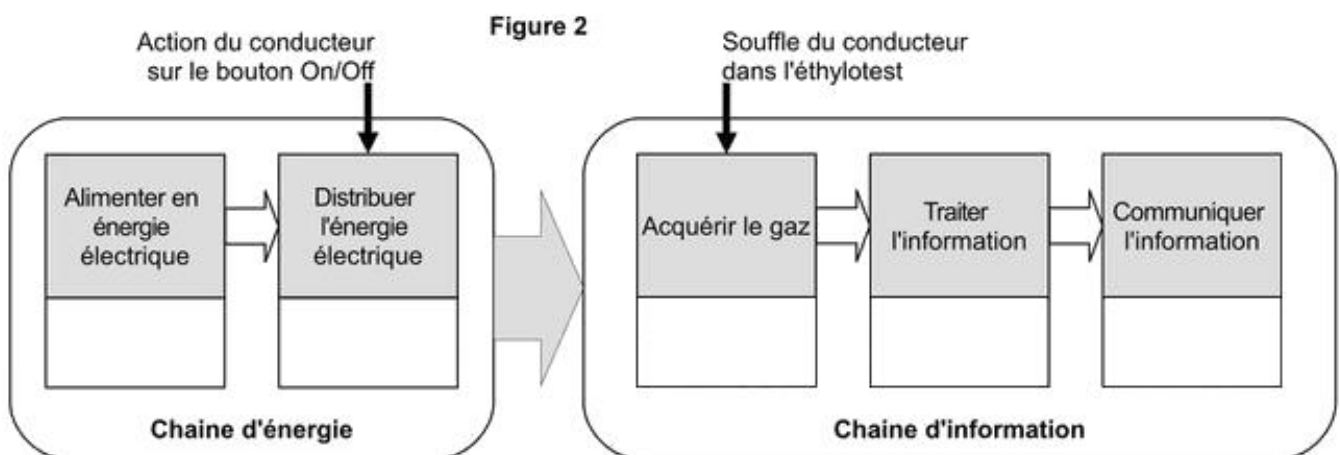 Figure 2
Action du conducteur
sur le bouton On/Off
Souffle du conducteur
dans l'éthylotest
Alimenter en
énergie
électrique
Distribuer
l'énergie
électrique
Acquérir le gaz
Traiter
l'information
Communiquer
l'information
Chaine d'énergie
Chaine d'information